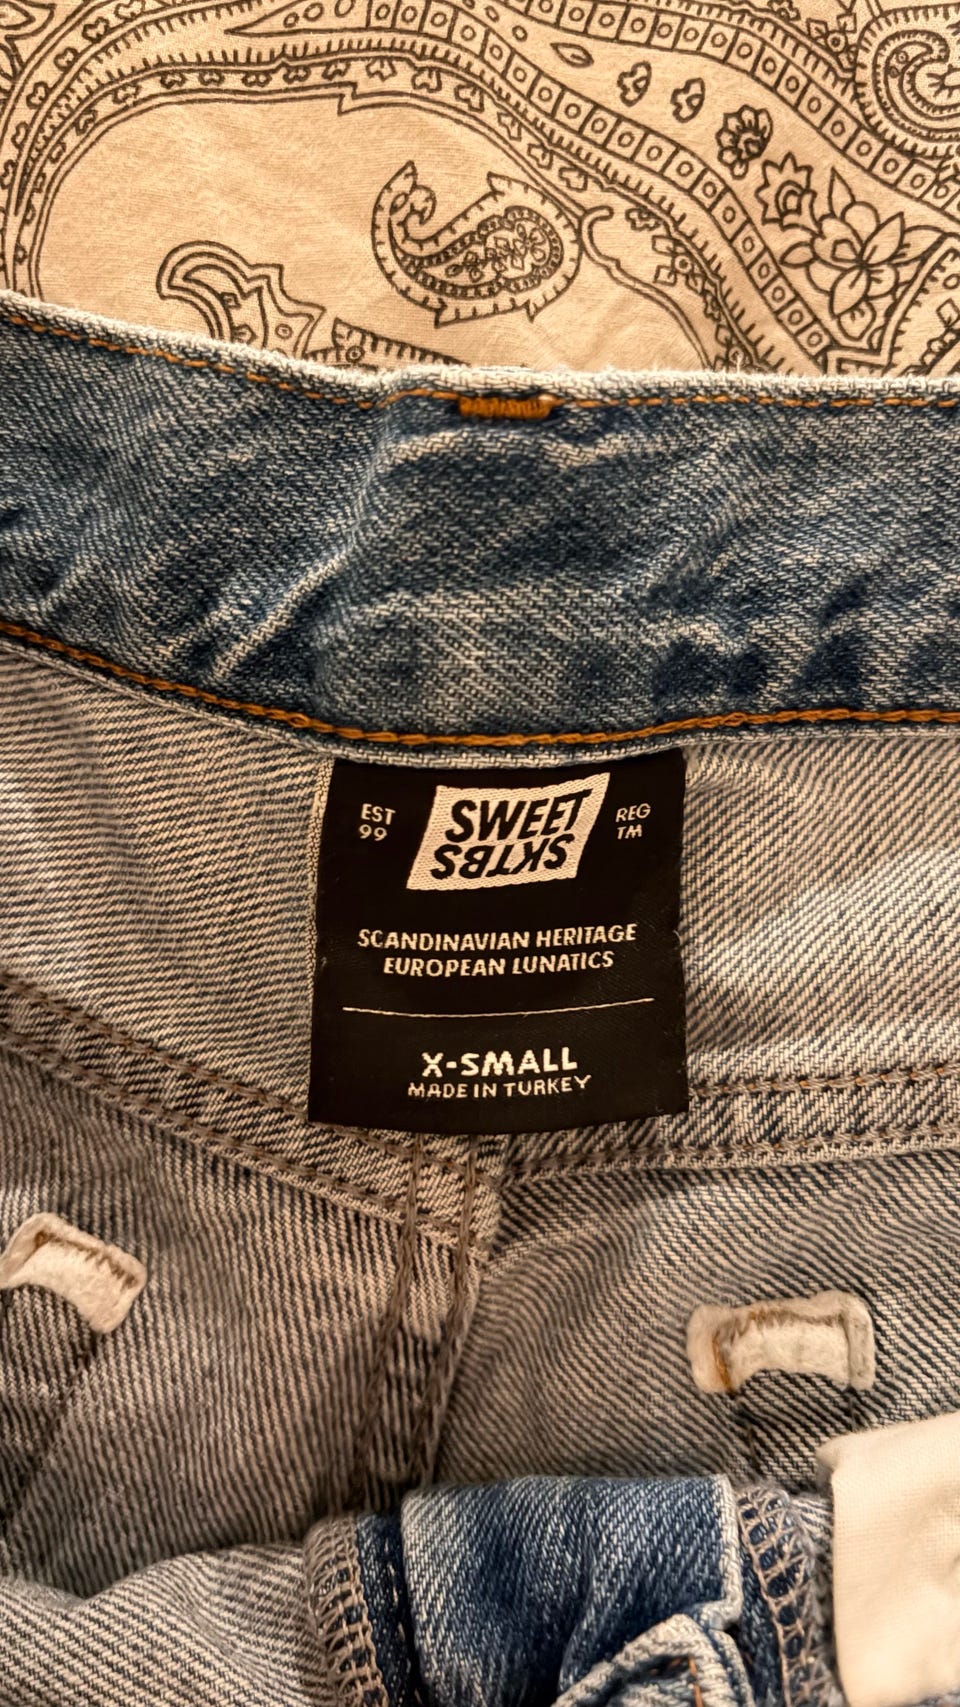 EST
99
SWEET
SKTBS
REG
TM
SCANDINAVIAN HERITAGE
EUROPEAN LUNATICS
X-SMALL
MADE IN TURKEY